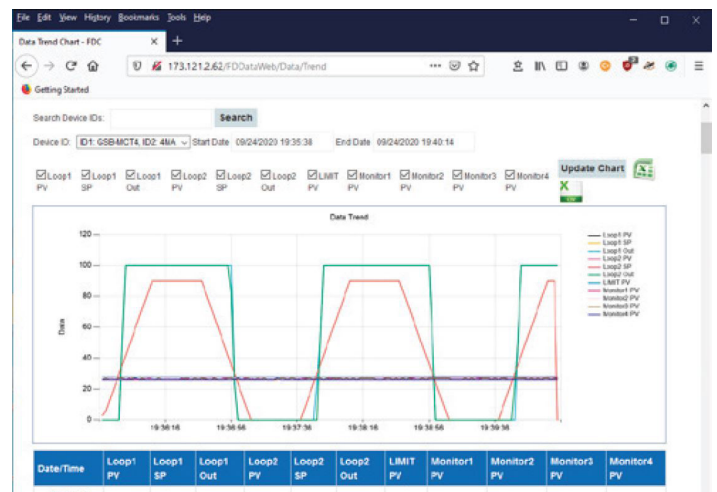 File Edit View History Bookmarks Tools Help
Data Trend Chart - FDC × +
173.121.2.62/FDDataWeb/Data/Trend
Getting Started
Search Device IDs: Search
Device ID: ID1: GSB-MCT4, ID2: 4MA Start Date 09/24/2020 19:35:38 End Date 09/24/2020 19:40:14
Loop1 PV Loop1 SP Loop1 Out Loop2 PV Loop2 SP Loop2 Out LIMIT PV Monitor1 PV Monitor2 PV Monitor3 PV Monitor4 PV
Update Chart
Data Trend
120
100
80
60
40
20
0
Data
19:36:16 19:36:56 19:37:36 19:38:16 19:38:56 19:39:36
Loop1 PV
Loop1 SP
Loop1 Out
Loop2 PV
Loop2 SP
Loop2 Out
LIMIT PV
Monitor1 PV
Monitor2 PV
Monitor3 PV
Monitor4 PV
Date/Time Loop1 PV Loop1 SP Loop1 Out Loop2 PV Loop2 SP Loop2 Out LIMIT PV Monitor1 PV Monitor2 PV Monitor3 PV Monitor4 PV